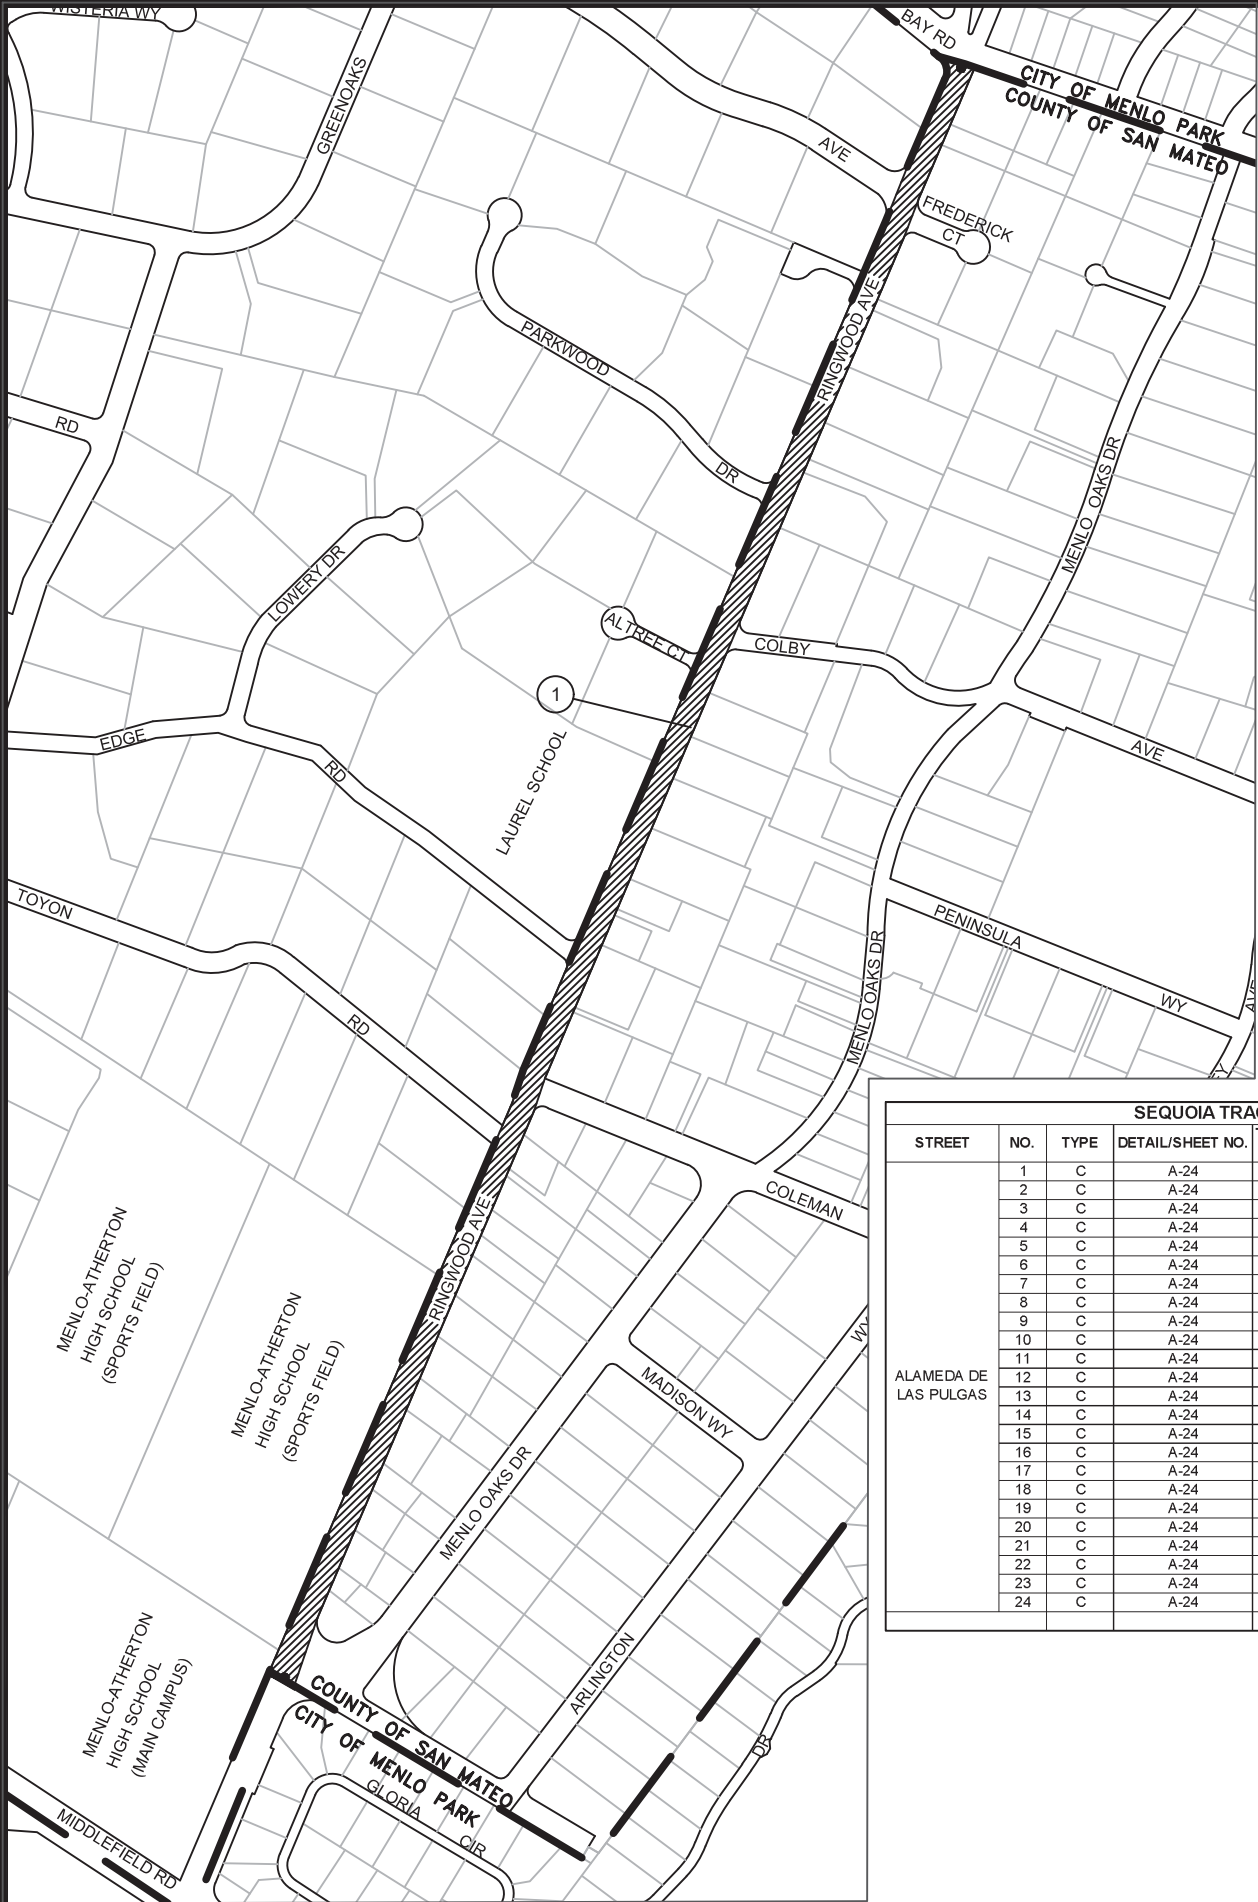 WISTERIA WY
GREENOAKS
BAY RD
CITY OF MENLO PARK
COUNTY OF SAN MATEO
AVE
FREDERICK
CT
RINGWOOD AVE
PARKWOOD
DR
RD
MENLO OAKS DR
LOWERY DR
ALTREE CT
COLBY
1
AVE
EDGE
RD
LAUREL SCHOOL
TOYON
RD
PENINSULA
WY
AVE
MENLO OAKS DR
COLEMAN
RINGWOOD AVE
MENLO-ATHERTON
HIGH SCHOOL
(SPORTS FIELD)
MENLO-ATHERTON
HIGH SCHOOL
(SPORTS FIELD)
WY
MADISON WY
MENLO OAKS DR
ARLINGTON
MENLO-ATHERTON
HIGH SCHOOL
(MAIN CAMPUS)
COUNTY OF SAN MATEO
CITY OF MENLO PARK
GLORIA
CIR
DR
MIDDLEFIELD RD
SEQUOIA TRA
STREET NO. TYPE DETAIL/SHEET NO.
ALAMEDA DE
LAS PULGAS
1 C A-24
2 C A-24
3 C A-24
4 C A-24
5 C A-24
6 C A-24
7 C A-24
8 C A-24
9 C A-24
10 C A-24
11 C A-24
12 C A-24
13 C A-24
14 C A-24
15 C A-24
16 C A-24
17 C A-24
18 C A-24
19 C A-24
20 C A-24
21 C A-24
22 C A-24
23 C A-24
24 C A-24